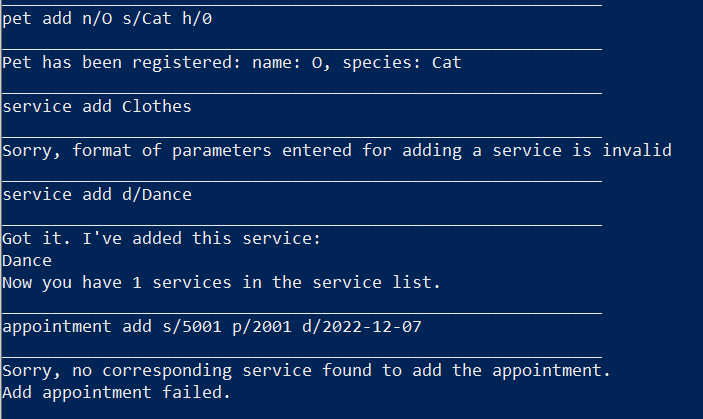 pet add n/O s/Cat h/0
Pet has been registered: name: O, species: Cat
service add Clothes
Sorry, format of parameters entered for adding a service is invalid
service add d/Dance
Got it. I've added this service:
Dance
Now you have 1 services in the service list.
appointment add s/5001 p/2001 d/2022-12-07
Sorry, no corresponding service found to add the appointment.
Add appointment failed.